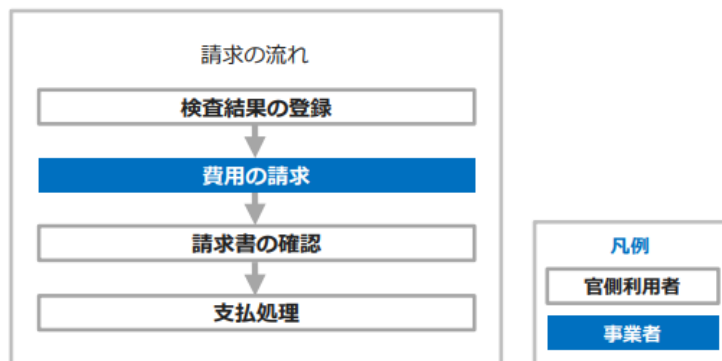 請求の流れ
検査結果の登録
費用の請求
請求書の確認
支払処理
凡例
官側利用者
事業者